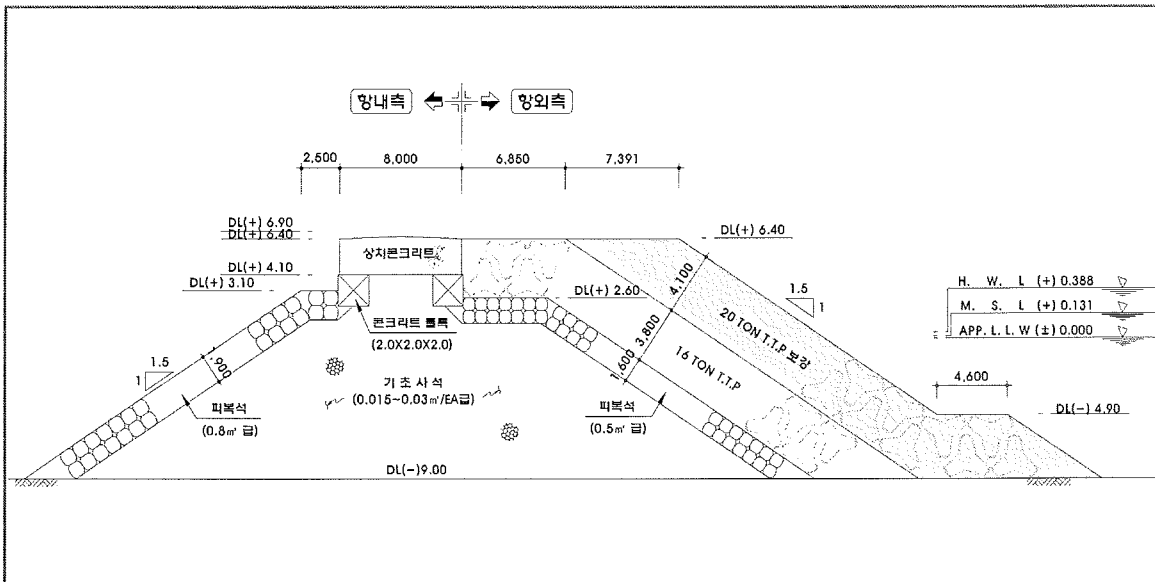 항내측 항외측
2,500 8,000 6,850 7,391
DL(+) 6.90
DL(+) 6.40
DL(+) 6.40
상치콘크리트
DL(+) 4.10
DL(+) 3.10
DL(+) 2.60
4,100
1.5
1
H. W. L (+) 0.388
M. S. L (+) 0.131
APP. L. L. W (±) 0.000
콘크리트 블록
(2.0X2.0X2.0)
3,800
20 TON T.T.P 보강
16 TON T.T.P
1,600
1.5
1
기초사석
(0.015~0.03㎥/EA급)
4,600
피복석
(0.8㎥ 급)
피복석
(0.5㎥ 급)
DL(-) 4.90
DL(-)9.00